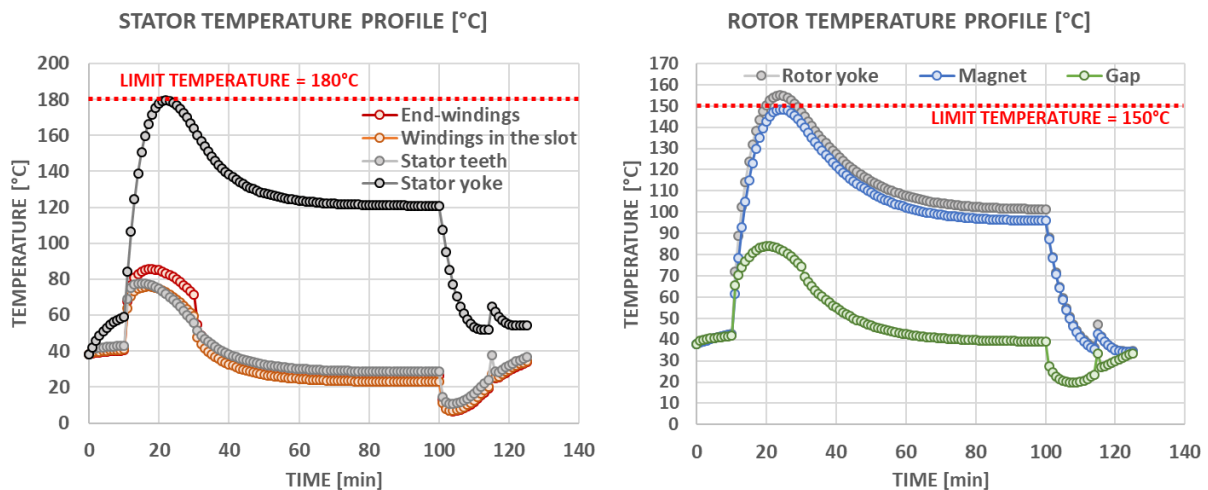 STATOR TEMPERATURE PROFILE [°C]
200
180
160
140
120
100
80
60
40
20
0
TEMPERATURE [°C]
LIMIT TEMPERATURE = 180°C
End-windings
Windings in the slot
Stator teeth
Stator yoke
0 20 40 60 80 100 120 140
TIME [min]
ROTOR TEMPERATURE PROFILE [°C]
170
160
150
140
130
120
110
100
90
80
70
60
50
40
30
20
10
0
TEMPERATURE [°C]
Rotor yoke Magnet Gap
LIMIT TEMPERATURE = 150°C
0 20 40 60 80 100 120 140
TIME [min]